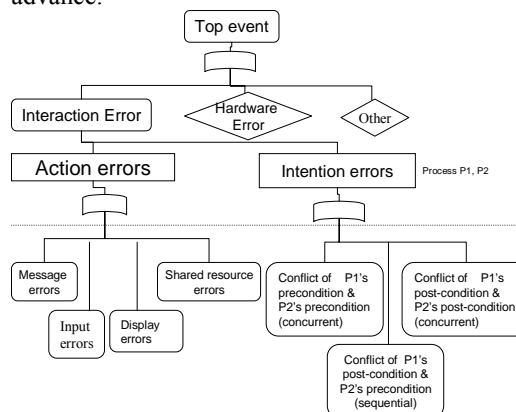 advance.
Top event
Interaction Error
Hardware
Error
Other
Action errors
Intention errors
Process P1, P2
Message
errors
Input
errors
Display
errors
Shared resource
errors
Conflict of P1's
precondition &
P2's precondition
(concurrent)
Conflict of P1's
post-condition &
P2's precondition
(sequential)
Conflict of P1's
post-condition &
P2's post-condition
(concurrent)